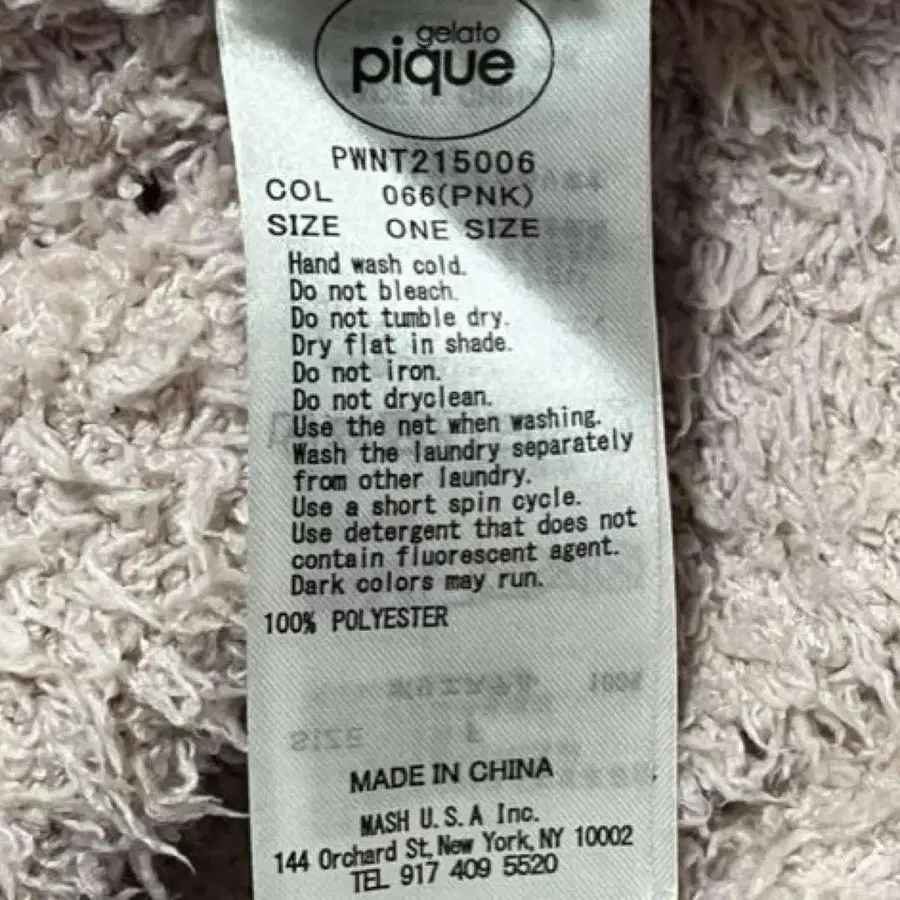 gelato
pique
PWNT215006
COL 066(PNK)
SIZE ONE SIZE
Hand wash cold.
Do not bleach.
Do not tumble dry.
Dry flat in shade.
Do not iron.
Do not dryclean.
Use the net when washing.
Wash the laundry separately
from other laundry.
Use a short spin cycle.
Use detergent that does not
contain fluorescent agent.
Dark colors may run.
100% POLYESTER
MADE IN CHINA
MASH U.S.A Inc.
144 Orchard St, New York, NY 10002
TEL 917 409 5520